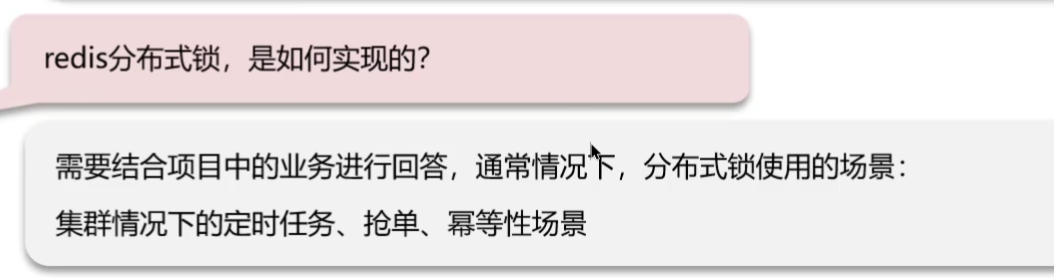 redis分布式锁，是如何实现的？
需要结合项目中的业务进行回答，通常情况下，分布式锁使用的场景：
集群情况下的定时任务、抢单、幂等性场景